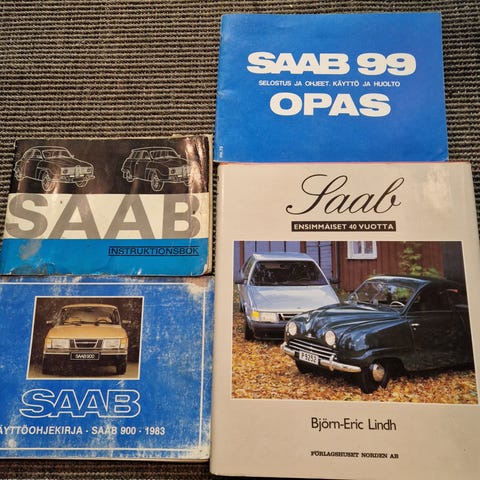 SAAB 99
SELOSTUS JA OHJEET. KÄYTTÖ JA HUOLTO
OPAS
SAAB
INSTRUKTIONSBOK
Saab
ENSIMMÄISET 40 VUOTTA
P9252
Björn-Eric Lindh
FÖRLAGSHUSET NORDEN AB
SAAB 900
SAAB
KÄYTTÖOHJEKIRJA - SAAB 900 - 1983